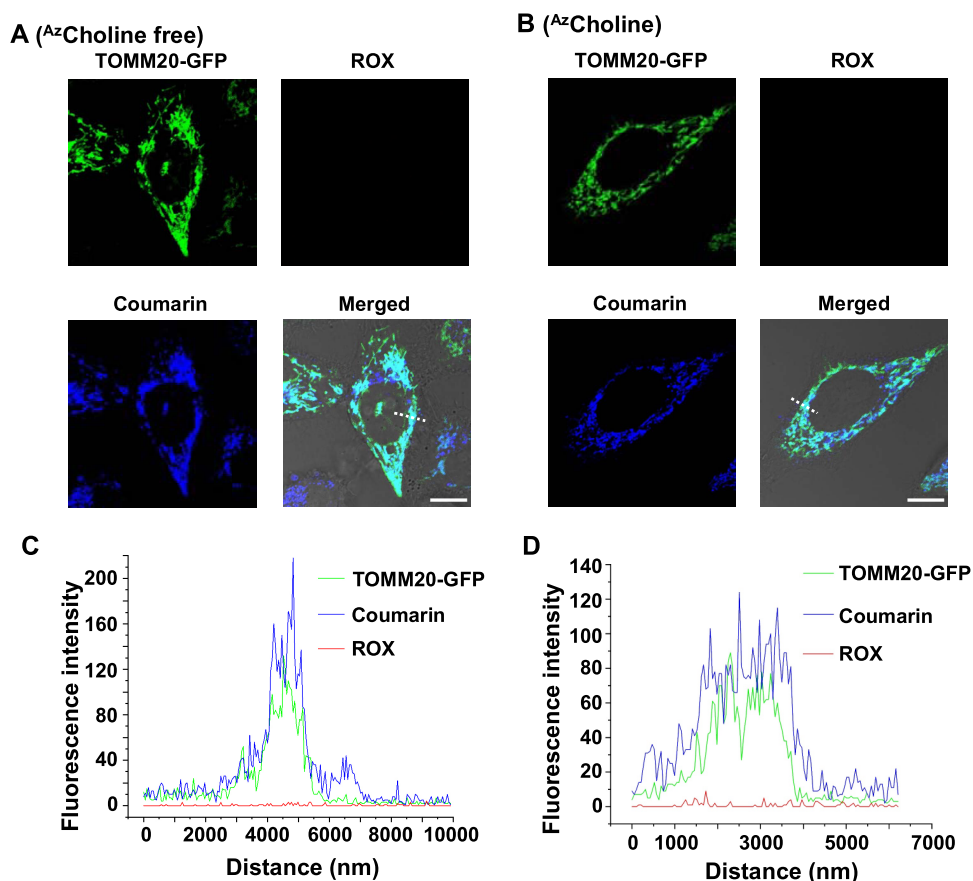 A (AzCholine free)
TOMM20-GFP ROX
Coumarin Merged
B (AzCholine)
TOMM20-GFP ROX
Coumarin Merged
C
TOMM20-GFP
Coumarin
ROX
Fluorescence intensity
200
160
120
80
40
0
0 2000 4000 6000 8000 10000
Distance (nm)
D
TOMM20-GFP
Coumarin
ROX
Fluorescence intensity
140
120
100
80
60
40
20
0
0 1000 3000 5000 7000
Distance (nm)